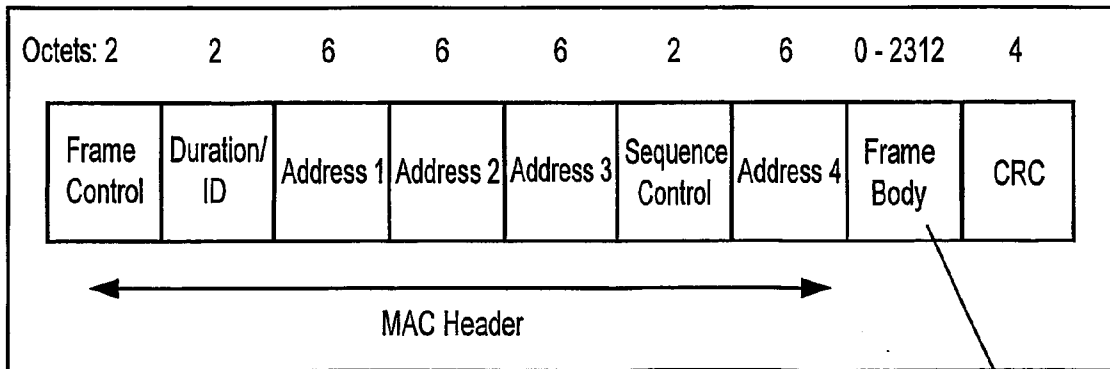 Octets: 2 2 6 6 6 2 6 0 - 2312 4
Frame Control
Duration/ ID
Address 1
Address 2
Address 3
Sequence Control
Address 4
Frame Body
CRC
MAC Header